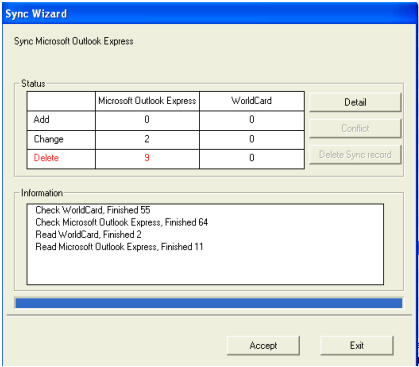 Sync Wizard
Sync Microsoft Outlook Express
Status
Microsoft Outlook Express WorldCard
Add 0 0
Change 2 0
Delete 9 0
Detail
Conflict
Delete Sync record
Information
Check WorldCard, Finished 55
Check Microsoft Outlook Express, Finished 64
Read WorldCard, Finished 2
Read Microsoft Outlook Express, Finished 11
Accept Exit